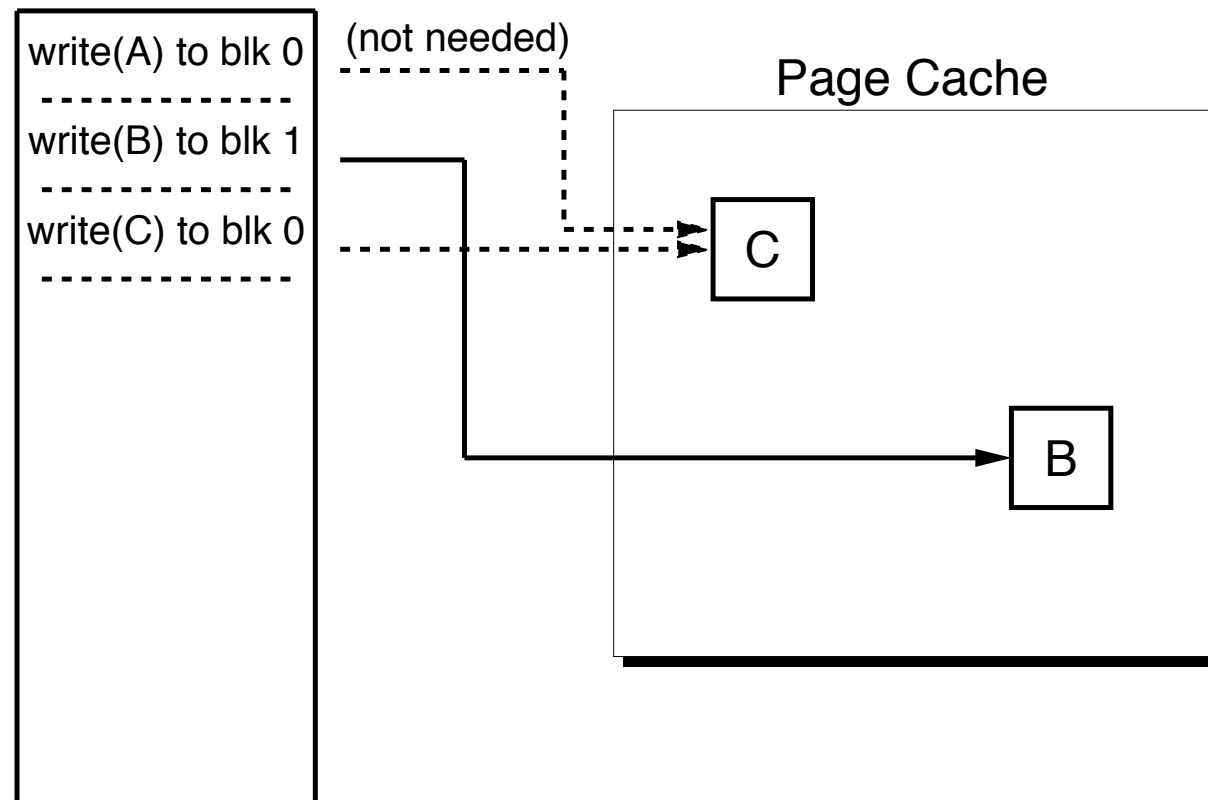 write(A) to blk 0
(not needed)
write(B) to blk 1
write(C) to blk 0
Page Cache
C
B